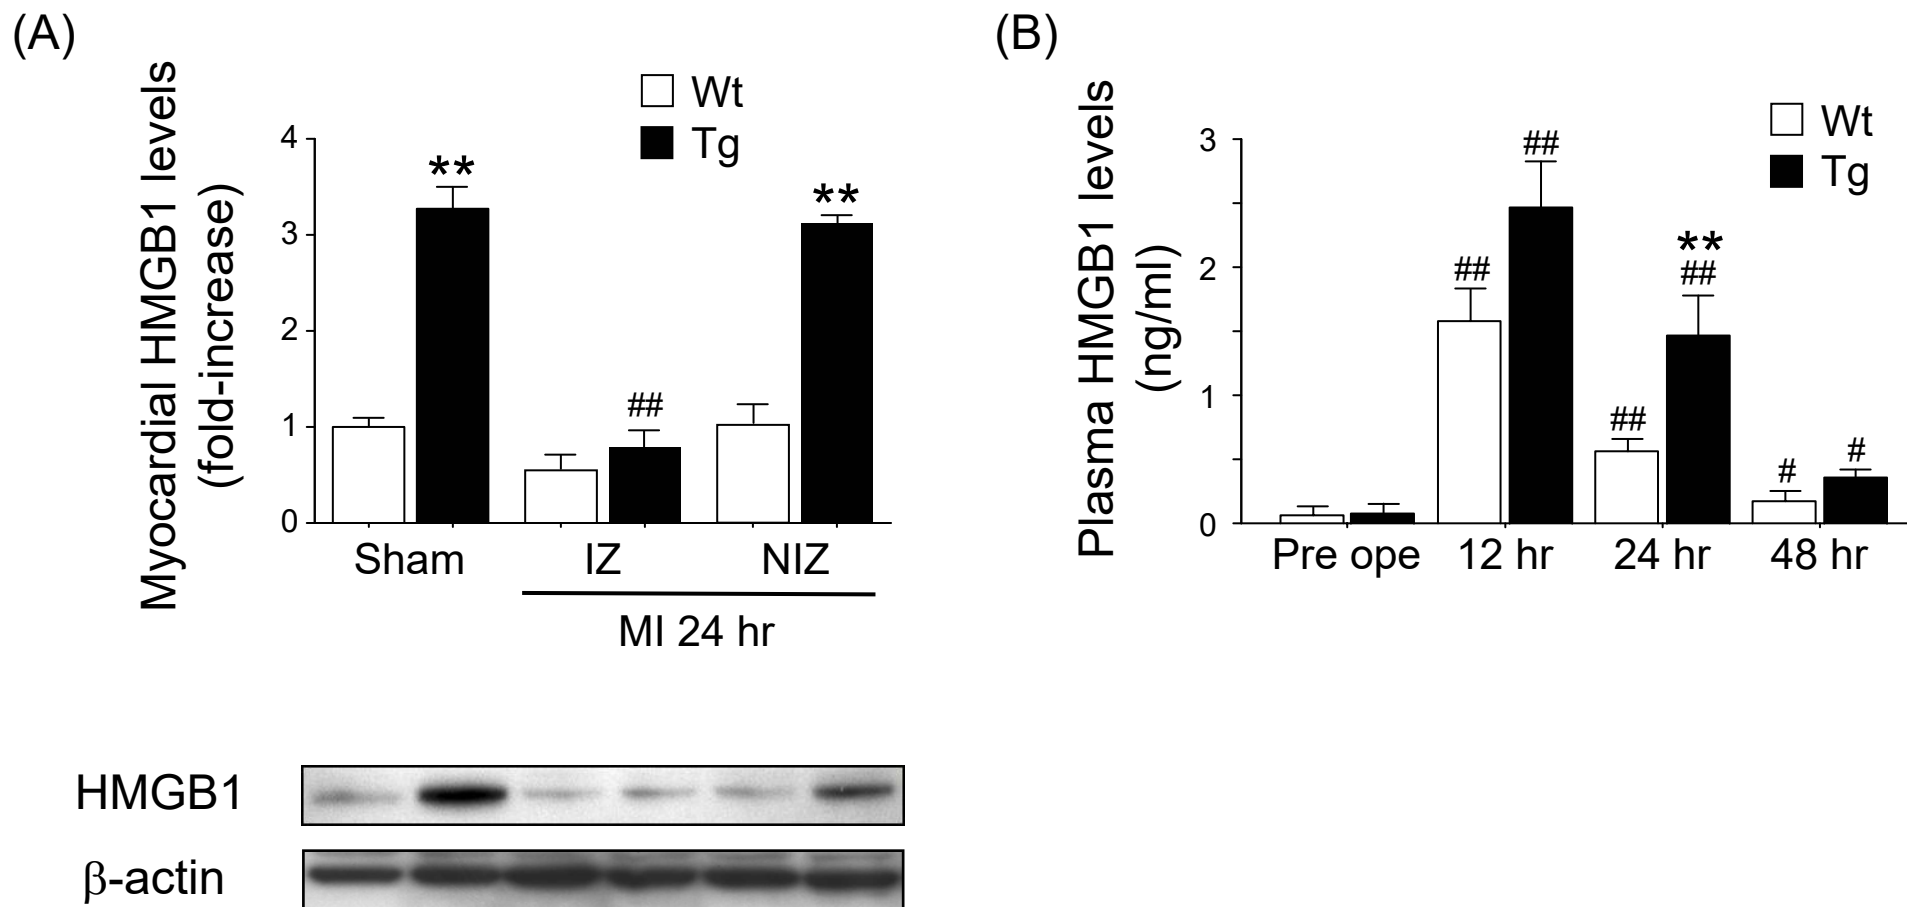 (A)
Myocardial HMGB1 levels
(fold-increase)
Wt
Tg
4
3
2
1
0
**
##
**
Sham IZ NIZ
MI 24 hr
HMGB1
β-actin
(B)
Plasma HMGB1 levels
(ng/ml)
Wt
Tg
3
2
1
0
##
##
##
**
##
#
#
Pre ope 12 hr 24 hr 48 hr